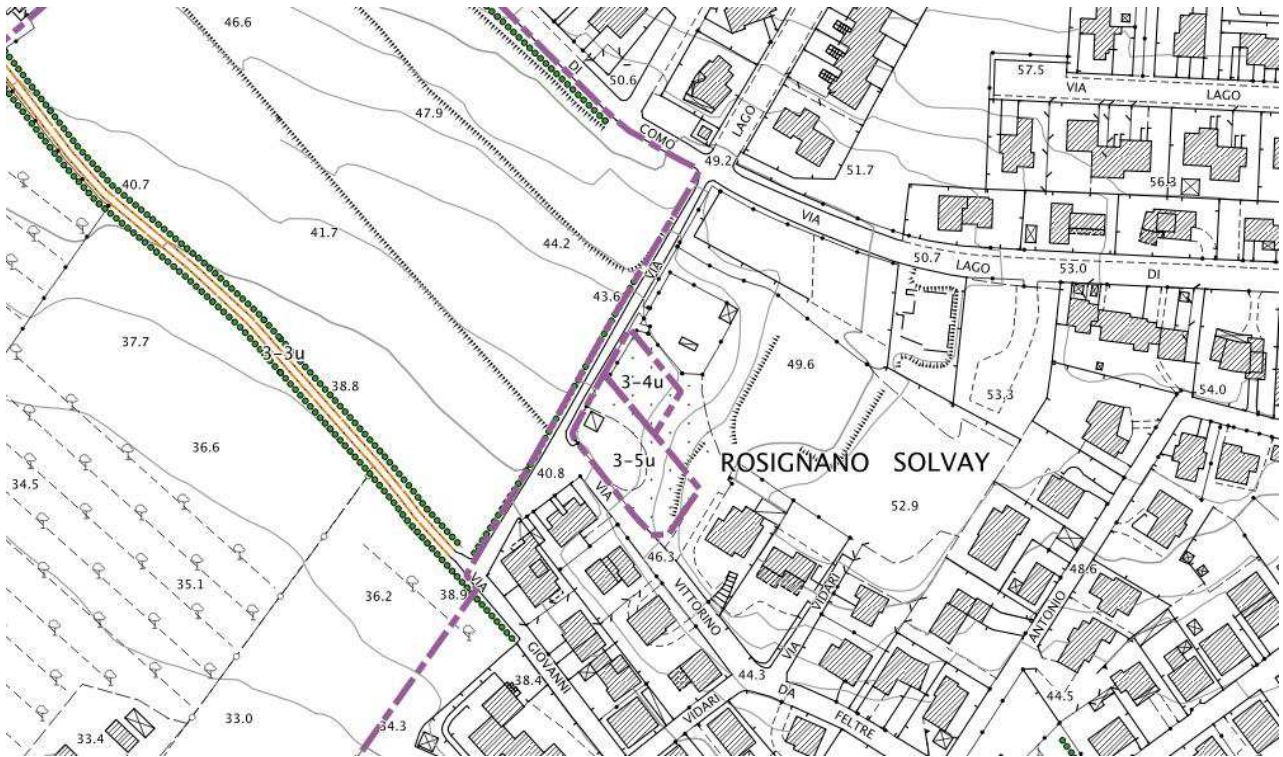 46.6
DI
50.6
57.5
VIA
LAGO
47.9
COMO
LAGO
49.2
51.7
56.3
40.7
41.7
44.2
VIA
VIA
50.7
LAGO
53.0
DI
43.6
37.7
3-3u
38.8
49.6
3-4u
53.3
54.0
36.6
34.5
40.8
3-5u
ROSIGNANO SOLVAY
VIA
52.9
46.3
48.6
35.1
36.2
38.9
VIA
VITTORINO
VIDARI
ANTONIO
GIOVANNI
VIA
38.4
44.3
DA
44.5
33.0
34.3
VIDARI
FELTRE
33.4